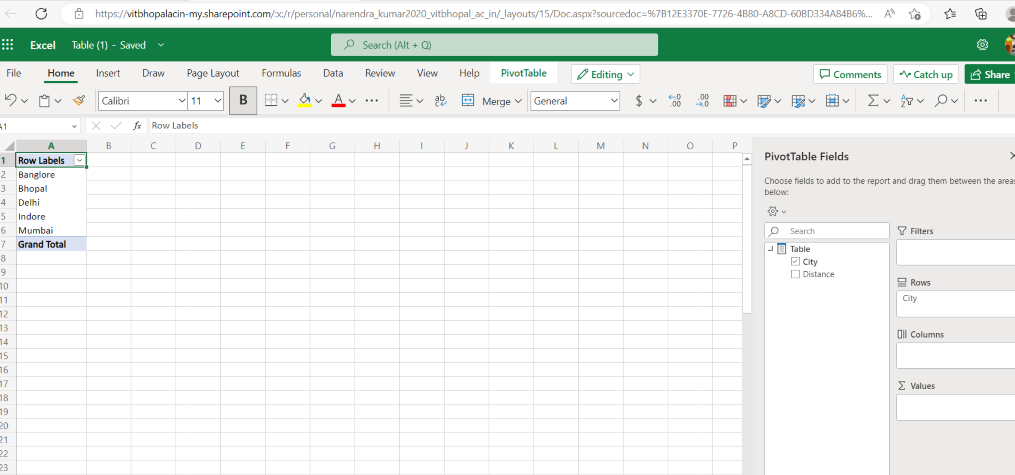 https://vitbhopalacin-my.sharepoint.com/:x:/r/personal/narendra_kumar2020_vitbhopal_ac_in/_layouts/15/Doc.aspx?sourcedoc=%7B12E3370E-7726-4B80-A8CD-60BD334A84B6%...
Excel Table (1) - Saved
Search (Alt + Q)
File Home Insert Draw Page Layout Formulas Data Review View Help PivotTable Editing Comments Catch up Share
Calibri 11 B A ab Merge General $ .00 .00
A1 fx Row Labels
A B C D E F G H I J K L M N O P
1 Row Labels
2 Banglore
3 Bhopal
4 Delhi
5 Indore
6 Mumbai
7 Grand Total
8
9
10
11
12
13
14
15
16
17
18
19
20
21
22
23
PivotTable Fields
Choose fields to add to the report and drag them between the areas
below:
Search
Table
City
Distance
Filters
Rows
City
Columns
Values